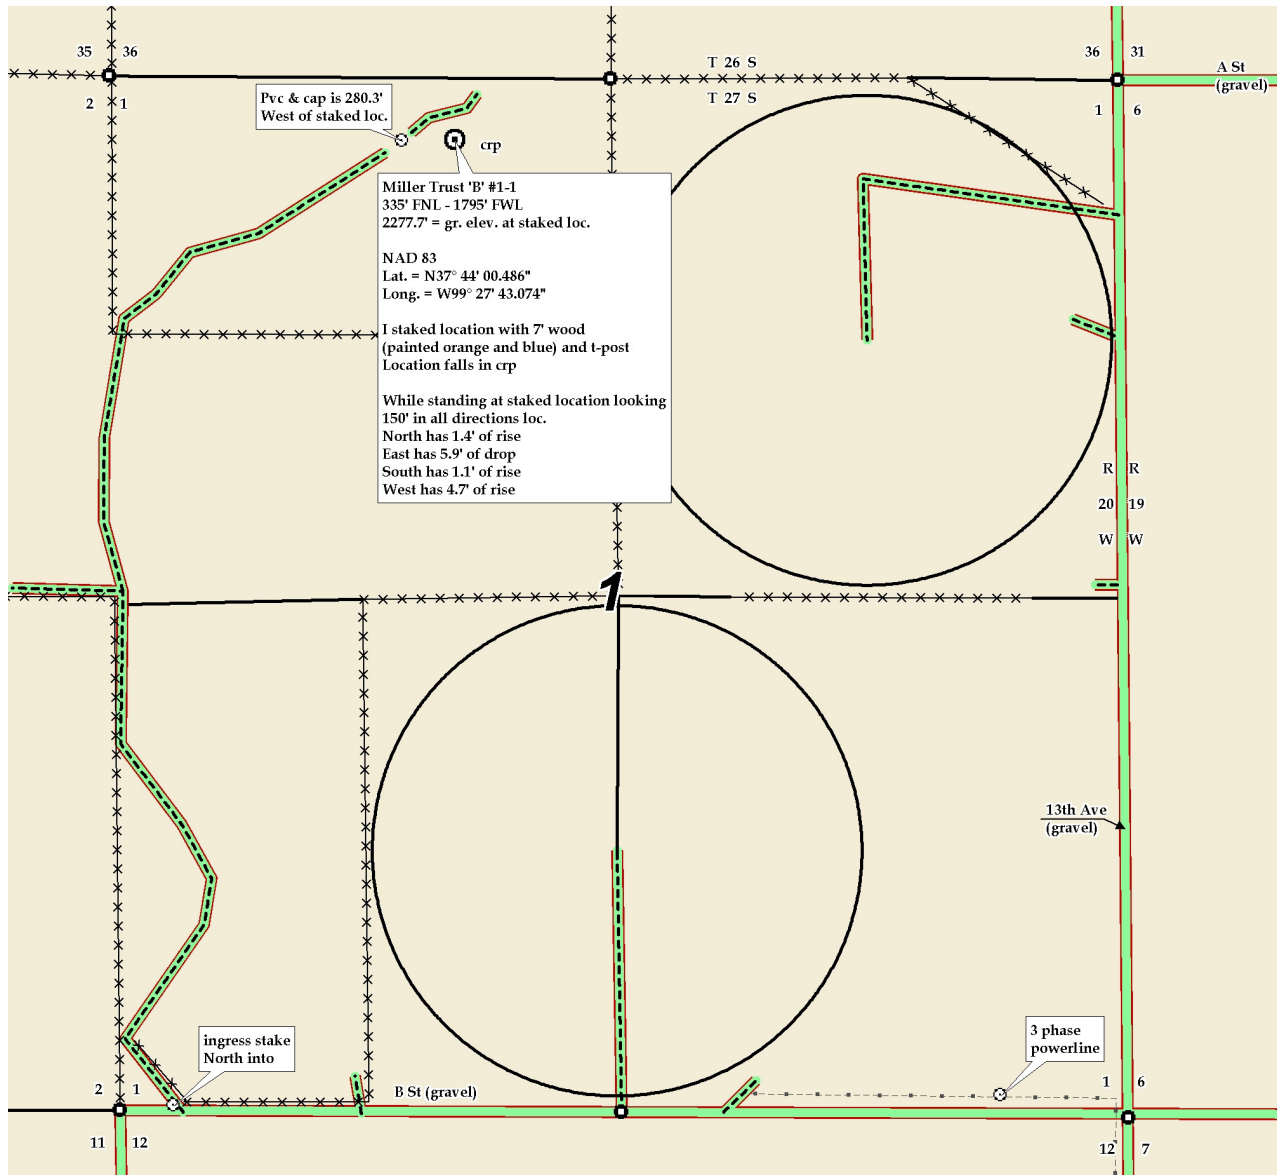 35 36
36 31
T 26 S
A St
(gravel)
2 1
Pvc & cap is 280.3'
West of staked loc.
T 27 S
1 6
crp
Miller Trust 'B' #1-1
335' FNL - 1795' FWL
2277.7' = gr. elev. at staked loc.
NAD 83
Lat. = N37° 44' 00.486"
Long. = W99° 27' 43.074"
I staked location with 7' wood
(painted orange and blue) and t-post
Location falls in crp
While standing at staked location looking
150' in all directions loc.
North has 1.4' of rise
East has 5.9' of drop
South has 1.1' of rise
West has 4.7' of rise
R R
20 19
W W
1
13th Ave
(gravel)
ingress stake
North into
3 phase
powerline
2 1
B St (gravel)
1 6
11 12
12 7